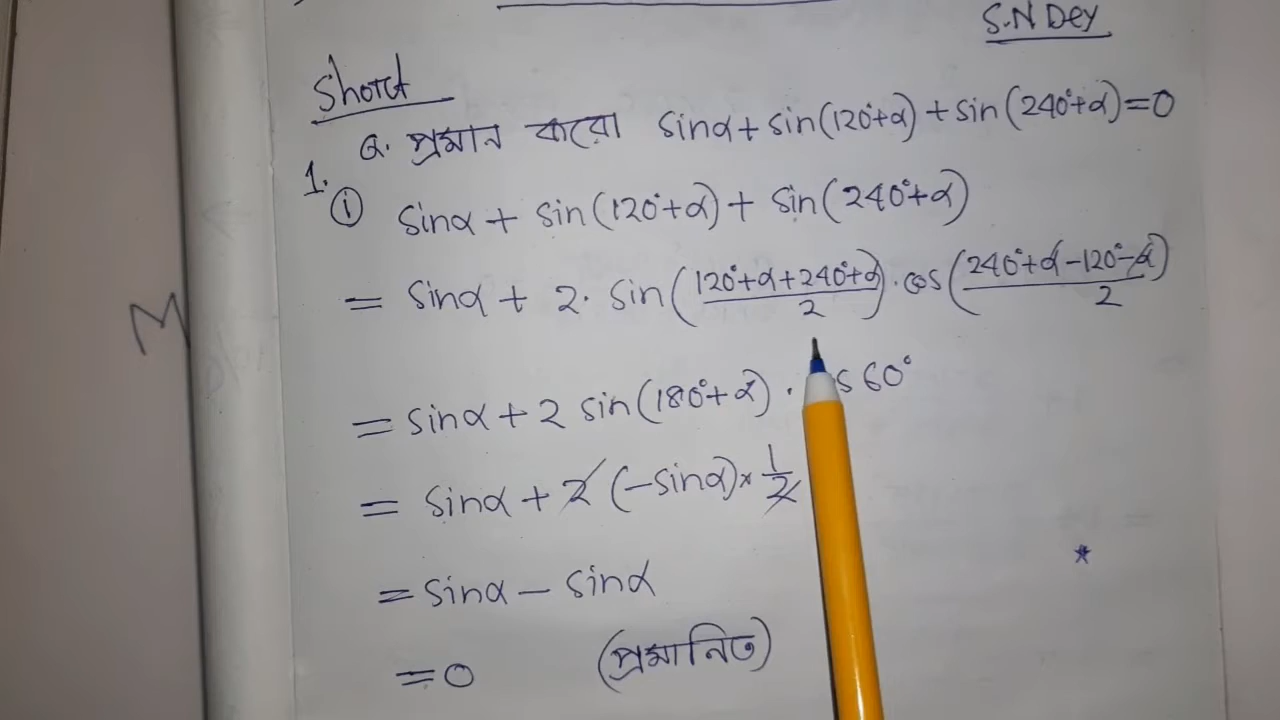 S.N Dey
Short
Q. প্রমান করো sinα + sin(120°+α) + sin(240°+α) = 0
1.
(i) sinα + sin(120°+α) + sin(240°+α)
= sinα + 2. sin((120°+α+240°+α)/2) . cos((240°+α-120°-α)/2)
= sinα + 2 sin(180°+α) . s 60°
= sinα + 2 (-sinα) × 1/2
= sinα - sinα
= 0 (প্রমানিত)
*
M